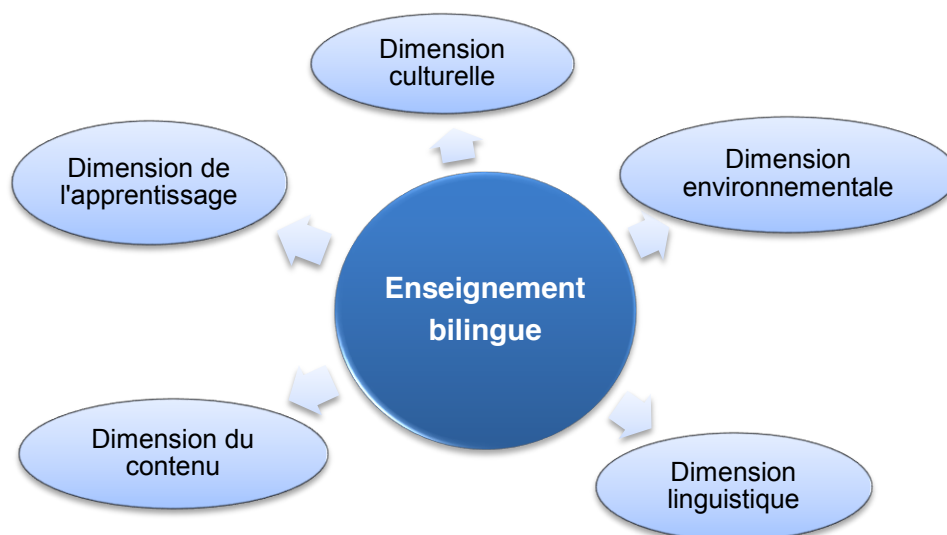 Dimension
culturelle
Dimension de
l'apprentissage
Dimension
environnementale
Enseignement
bilingue
Dimension du
contenu
Dimension
linguistique